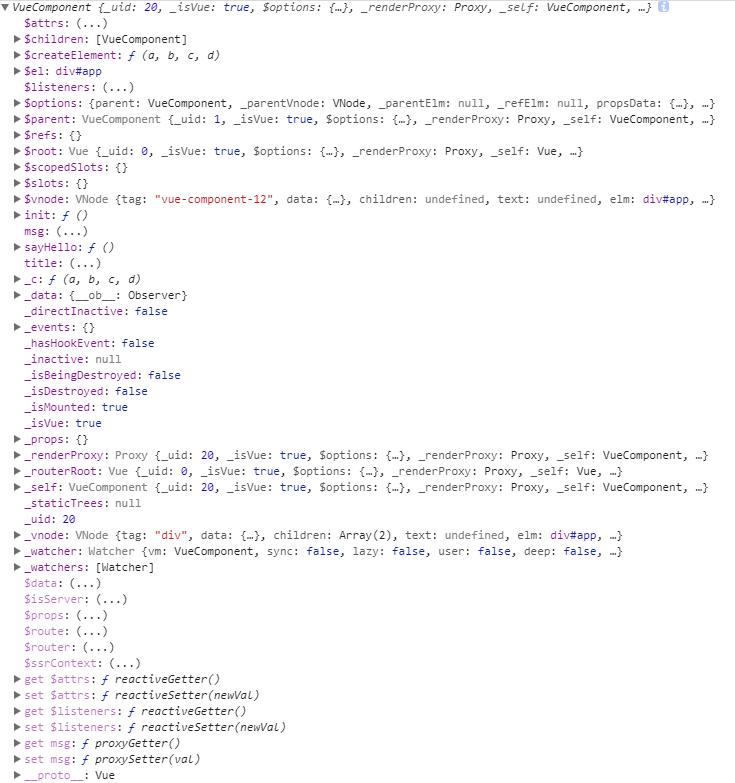 VueComponent {_uid: 20, _isVue: true, $options: {…}, _renderProxy: Proxy, _self: VueComponent, …} i
$attrs: (...)
$children: [VueComponent]
$createElement: ƒ (a, b, c, d)
$el: div#app
$listeners: (...)
$options: {parent: VueComponent, _parentVnode: VNode, _parentElm: null, _refElm: null, propsData: {…}, …}
$parent: VueComponent {_uid: 1, _isVue: true, $options: {…}, _renderProxy: Proxy, _self: VueComponent, …}
$refs: {}
$root: Vue {_uid: 0, _isVue: true, $options: {…}, _renderProxy: Proxy, _self: Vue, …}
$scopedSlots: {}
$slots: {}
$vnode: VNode {tag: "vue-component-12", data: {…}, children: undefined, text: undefined, elm: div#app, …}
init: ƒ ()
msg: (...)
sayHello: ƒ ()
title: (...)
_c: ƒ (a, b, c, d)
_data: {__ob__: Observer}
_directInactive: false
_events: {}
_hasHookEvent: false
_inactive: null
_isBeingDestroyed: false
_isDestroyed: false
_isMounted: true
_isVue: true
_props: {}
_renderProxy: Proxy {_uid: 20, _isVue: true, $options: {…}, _renderProxy: Proxy, _self: VueComponent, …}
_routerRoot: Vue {_uid: 0, _isVue: true, $options: {…}, _renderProxy: Proxy, _self: Vue, …}
_self: VueComponent {_uid: 20, _isVue: true, $options: {…}, _renderProxy: Proxy, _self: VueComponent, …}
_staticTrees: null
_uid: 20
_vnode: VNode {tag: "div", data: {…}, children: Array(2), text: undefined, elm: div#app, …}
_watcher: Watcher {vm: VueComponent, sync: false, lazy: false, user: false, deep: false, …}
_watchers: [Watcher]
$data: (...)
$isServer: (...)
$props: (...)
$route: (...)
$router: (...)
$ssrContext: (...)
get $attrs: ƒ reactiveGetter()
set $attrs: ƒ reactiveSetter(newVal)
get $listeners: ƒ reactiveGetter()
set $listeners: ƒ reactiveSetter(newVal)
get msg: ƒ proxyGetter()
set msg: ƒ proxySetter(val)
__proto__: Vue